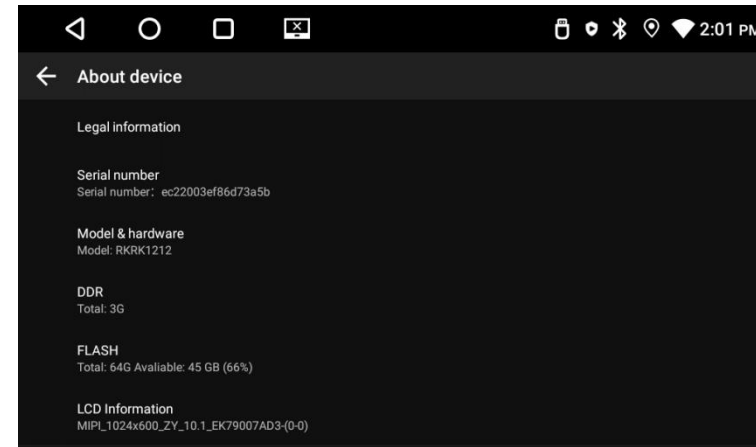 2:01 PM
About device
Legal information
Serial number
Serial number: ec22003ef86d73a5b
Model & hardware
Model: RKRK1212
DDR
Total: 3G
FLASH
Total: 64G Avaliable: 45 GB (66%)
LCD Information
MIPI_1024x600_ZY_10.1_EK79007AD3-(0-0)